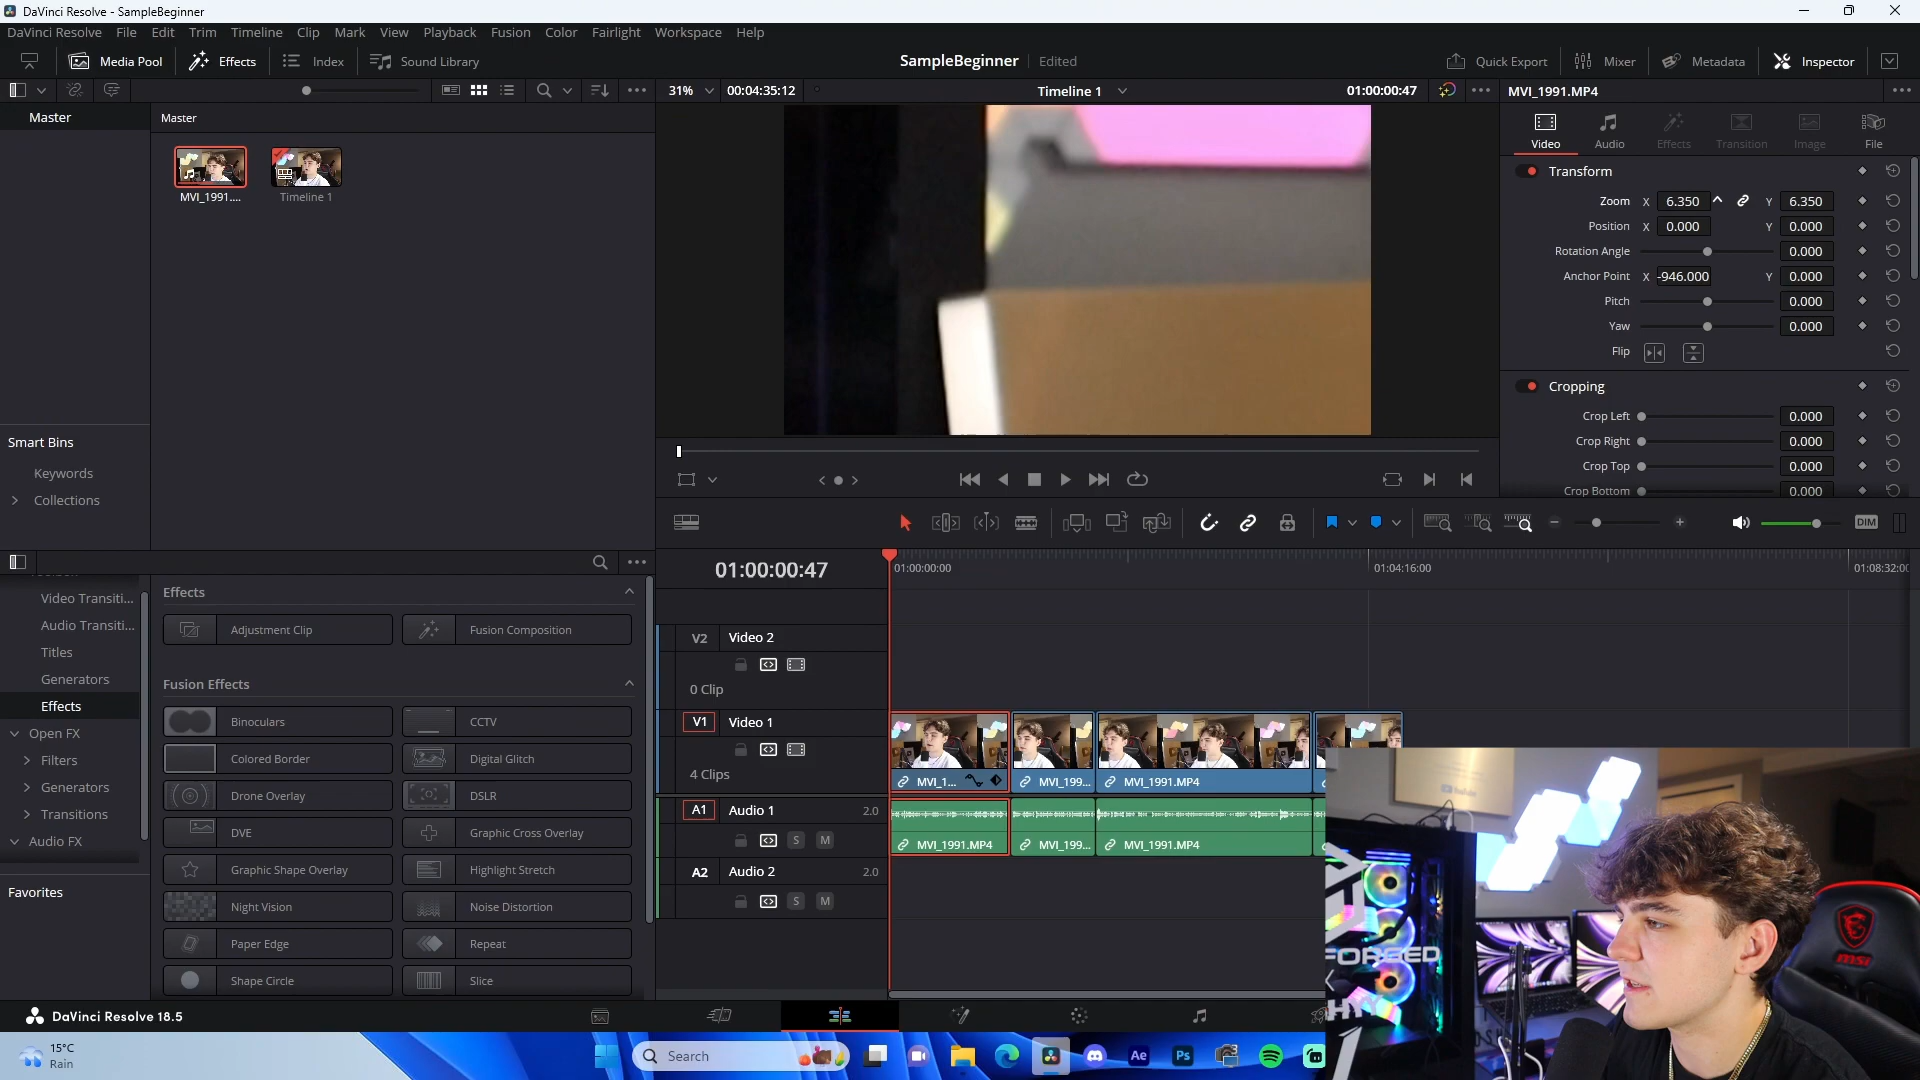 DaVinci Resolve - SampleBeginner
DaVinci Resolve File Edit Trim Timeline Clip Mark View Playback Fusion Color Fairlight Workspace Help
Media Pool Effects Index Sound Library SampleBeginner Edited Quick Export Mixer Metadata Inspector
31% 00:04:35:12 Timeline 1 01:00:00:47 MVI_1991.MP4
Master
Master
MVI_1991....
Timeline 1
Smart Bins
Keywords
Collections
Video Audio Effects Transition Image File
Transform
Zoom X 6.350 Y 6.350
Position X 0.000 Y 0.000
Rotation Angle 0.000
Anchor Point X -946.000 Y 0.000
Pitch 0.000
Yaw 0.000
Flip
Cropping
Crop Left 0.000
Crop Right 0.000
Crop Top 0.000
Crop Bottom 0.000
DIM
Video Transiti...
Audio Transiti...
Titles
Generators
Effects
Open FX
Filters
Generators
Transitions
Audio FX
Favorites
Effects
Adjustment Clip Fusion Composition
Fusion Effects
Binoculars CCTV
Colored Border Digital Glitch
Drone Overlay DSLR
DVE Graphic Cross Overlay
Graphic Shape Overlay Highlight Stretch
Night Vision Noise Distortion
Paper Edge Repeat
Shape Circle Slice
01:00:00:47
01:00:00:00 01:04:16:00 01:08:32:00
V2 Video 2
0 Clip
V1 Video 1
4 Clips
MVI_1... MVI_199... MVI_1991.MP4
A1 Audio 1 2.0
S M
MVI_1991.MP4 MVI_199... MVI_1991.MP4
A2 Audio 2 2.0
S M
FORGED
msi
DaVinci Resolve 18.5
15°C
Rain
Search
Ae Ps